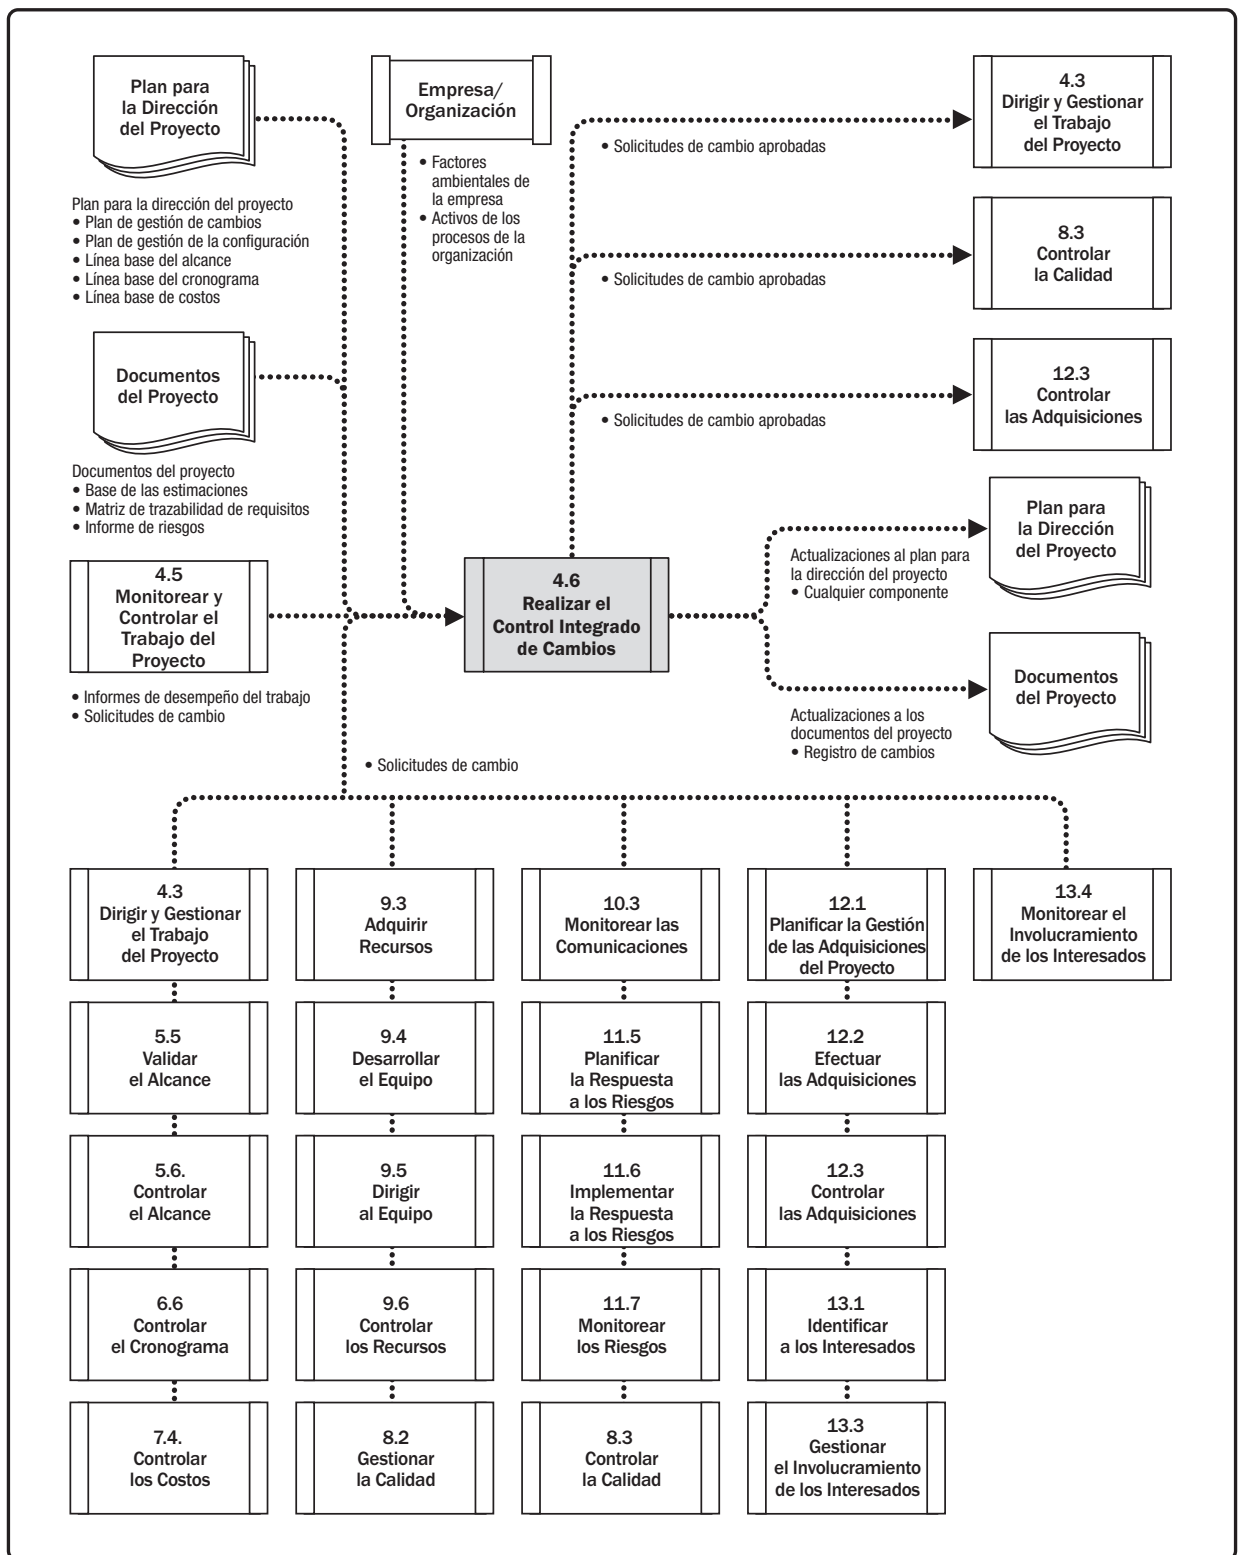 Plan para
la Dirección
del Proyecto
Plan para la dirección del proyecto
• Plan de gestión de cambios
• Plan de gestión de la configuración
• Línea base del alcance
• Línea base del cronograma
• Línea base de costos
Empresa/
Organización
• Factores
ambientales de
la empresa
• Activos de los
procesos de la
organización
4.3
Dirigir y Gestionar
el Trabajo
del Proyecto
• Solicitudes de cambio aprobadas
8.3
Controlar
la Calidad
• Solicitudes de cambio aprobadas
12.3
Controlar
las Adquisiciones
• Solicitudes de cambio aprobadas
Documentos
del Proyecto
Documentos del proyecto
• Base de las estimaciones
• Matriz de trazabilidad de requisitos
• Informe de riesgos
4.5
Monitorear y
Controlar el
Trabajo del
Proyecto
• Informes de desempeño del trabajo
• Solicitudes de cambio
4.6
Realizar el
Control Integrado
de Cambios
Plan para
la Dirección
del Proyecto
Actualizaciones al plan para
la dirección del proyecto
• Cualquier componente
Documentos
del Proyecto
Actualizaciones a los
documentos del proyecto
• Registro de cambios
• Solicitudes de cambio
4.3
Dirigir y Gestionar
el Trabajo
del Proyecto
9.3
Adquirir
Recursos
10.3
Monitorear las
Comunicaciones
12.1
Planificar la Gestión
de las Adquisiciones
del Proyecto
13.4
Monitorear el
Involucramiento
de los Interesados
5.5
Validar
el Alcance
9.4
Desarrollar
el Equipo
11.5
Planificar
la Respuesta
a los Riesgos
12.2
Efectuar
las Adquisiciones
5.6.
Controlar
el Alcance
9.5
Dirigir
al Equipo
11.6
Implementar
la Respuesta
a los Riesgos
12.3
Controlar
las Adquisiciones
6.6
Controlar
el Cronograma
9.6
Controlar
los Recursos
11.7
Monitorear
los Riesgos
13.1
Identificar
a los Interesados
7.4.
Controlar
los Costos
8.2
Gestionar
la Calidad
8.3
Controlar
la Calidad
13.3
Gestionar
el Involucramiento
de los Interesados